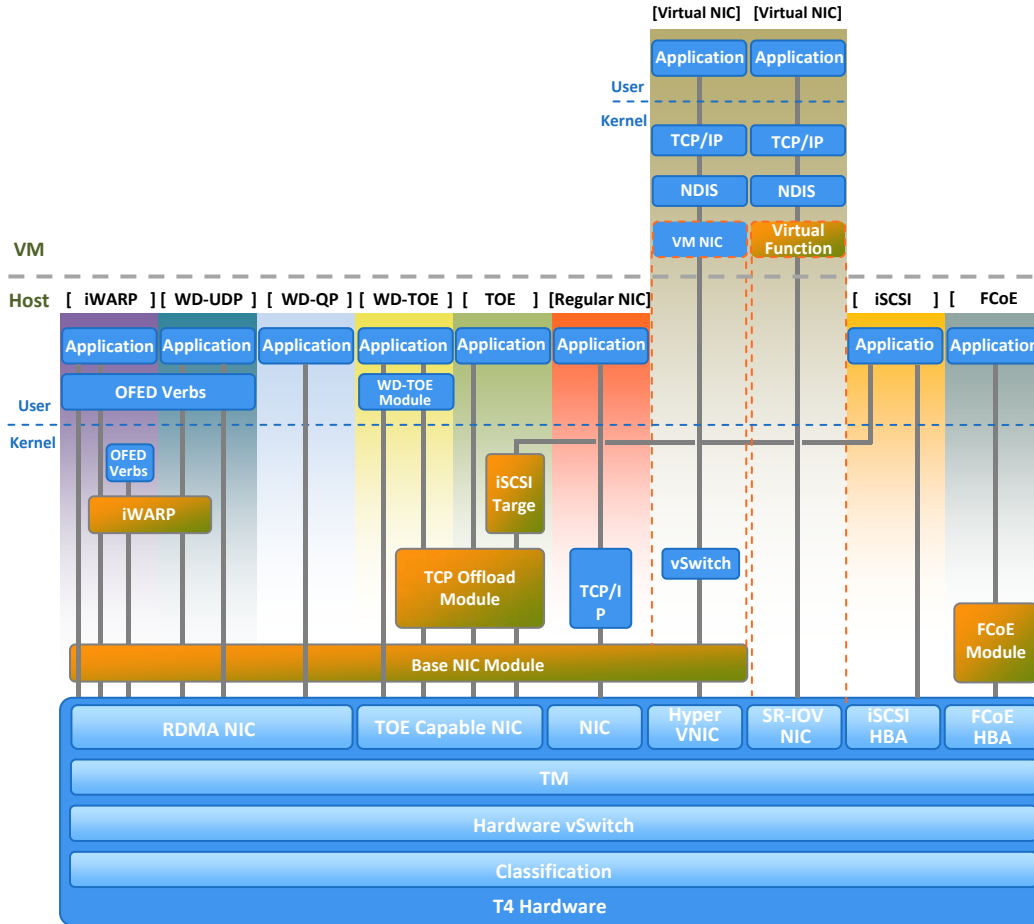 [Virtual NIC] [Virtual NIC]
Application Application
User
Kernel
TCP/IP TCP/IP
NDIS NDIS
VM NIC
Virtual
Function
VM
Host
[ iWARP ] [ WD-UDP ] [ WD-QP ] [ WD-TOE ] [ TOE ] [Regular NIC] [ iSCSI ] [ FCoE
Application Application Application Application Application Application Applicatio Application
OFED Verbs
WD-TOE
Module
User
Kernel
OFED
Verbs
iSCSI
Targe
iWARP
TCP Offload
Module
TCP/I
P
vSwitch
FCoE
Module
Base NIC Module
RDMA NIC
TOE Capable NIC
NIC
Hyper
VNIC
SR-IOV
NIC
iSCSI
HBA
FCoE
HBA
TM
Hardware vSwitch
Classification
T4 Hardware